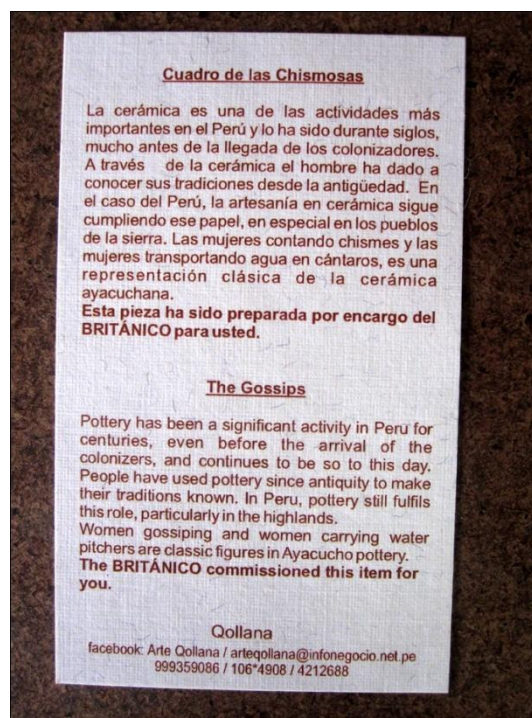 Cuadro de las Chismosas
La cerámica es una de las actividades más
importantes en el Perú y lo ha sido durante siglos,
mucho antes de la llegada de los colonizadores.
A través de la cerámica el hombre ha dado a
conocer sus tradiciones desde la antigüedad. En
el caso del Perú, la artesanía en cerámica sigue
cumpliendo ese papel, en especial en los pueblos
de la sierra. Las mujeres contando chismes y las
mujeres transportando agua en cántaros, es una
representación clásica de la cerámica
ayacuchana.
Esta pieza ha sido preparada por encargo del
BRITÁNICO para usted.
The Gossips
Pottery has been a significant activity in Peru for
centuries, even before the arrival of the
colonizers, and continues to be so to this day.
People have used pottery since antiquity to make
their traditions known. In Peru, pottery still fulfils
this role, particularly in the highlands.
Women gossiping and women carrying water
pitchers are classic figures in Ayacucho pottery.
The BRITÁNICO commissioned this item for
you.
Qollana
facebook: Arte Qollana / arteqollana@infonegocio.net.pe
999359086 / 106*4908 / 4212688